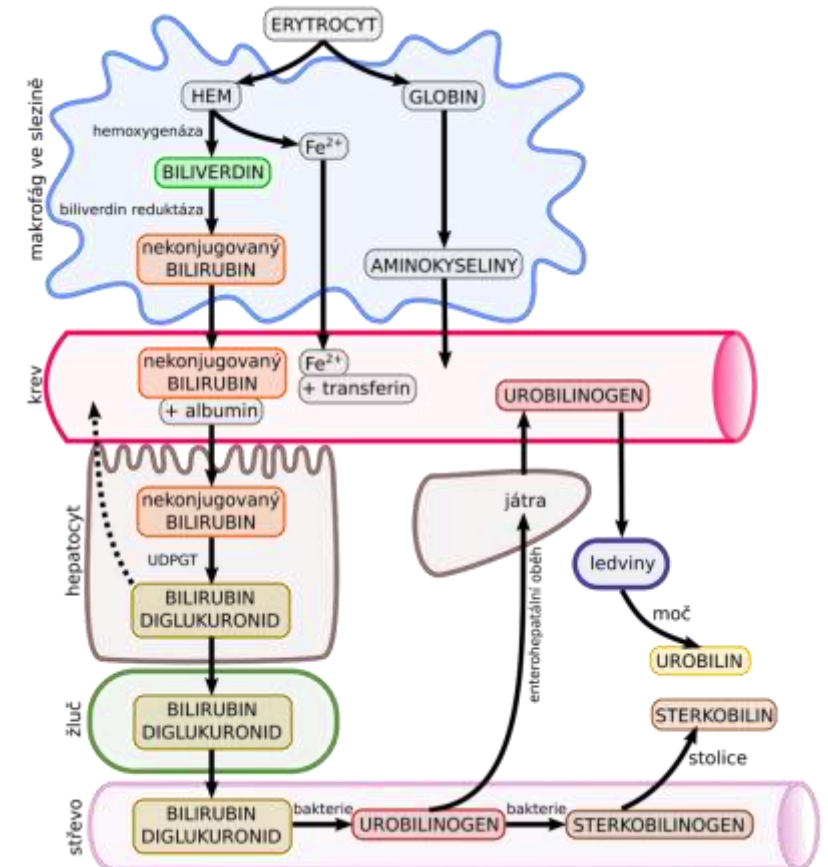 ERYTROCYT
makrofág ve slezině
HEM
GLOBIN
hemoxygenáza
Fe²⁺
BILIVERDIN
biliverdin reduktáza
nekonjugovaný
BILIRUBIN
AMINOKYSELINY
krev
nekonjugovaný
BILIRUBIN
+ albumin
Fe²⁺
+ transferin
UROBILINOGEN
hepatocyt
nekonjugovaný
BILIRUBIN
UDPGT
BILIRUBIN
DIGLUKURONID
játra
enterohepatální oběh
ledviny
moč
UROBILIN
žluč
BILIRUBIN
DIGLUKURONID
STERKOBILIN
stolice
střevo
BILIRUBIN
DIGLUKURONID
bakterie
UROBILINOGEN
bakterie
STERKOBILINOGEN